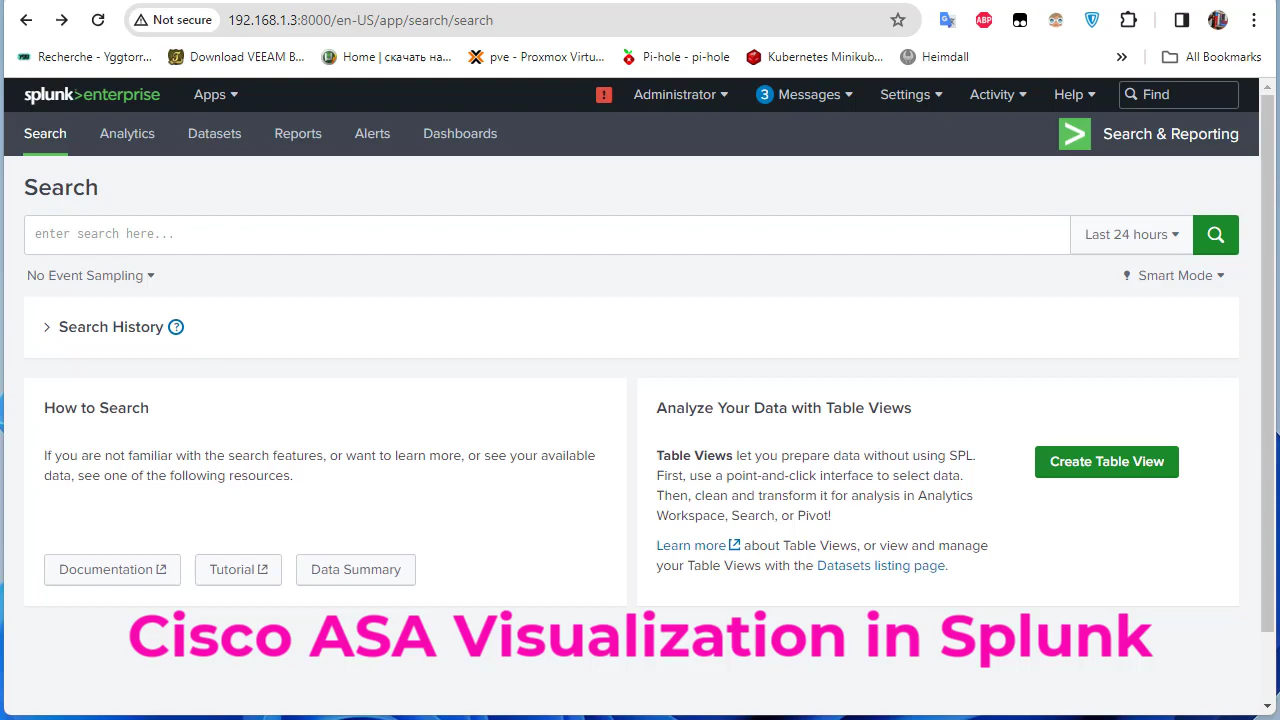 Not secure 192.168.1.3:8000/en-US/app/search/search ABP
Recherche - Yggtorr... Download VEEAM B... Home | скачать на... pve - Proxmox Virtu... Pi-hole - pi-hole Kubernetes Minikub... Heimdall » All Bookmarks
splunk>enterprise Apps ! Administrator 3 Messages Settings Activity Help Find
Search Analytics Datasets Reports Alerts Dashboards > Search & Reporting
Search
enter search here... Last 24 hours
No Event Sampling Smart Mode
> Search History ?
How to Search
If you are not familiar with the search features, or want to learn more, or see your available
data, see one of the following resources.
Documentation Tutorial Data Summary
Analyze Your Data with Table Views
Table Views let you prepare data without using SPL.
First, use a point-and-click interface to select data.
Then, clean and transform it for analysis in Analytics
Workspace, Search, or Pivot!
Create Table View
Learn more about Table Views, or view and manage
your Table Views with the Datasets listing page.
Cisco ASA Visualization in Splunk